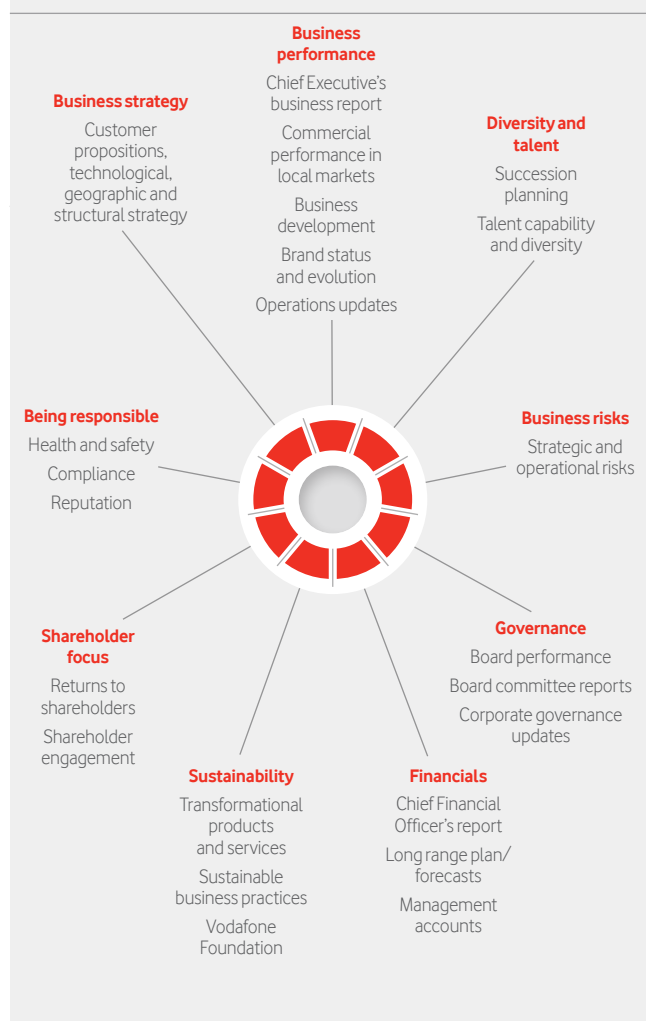 Business
performance
Chief Executive's
business report
Commercial
performance in
local markets
Business
development
Brand status
and evolution
Operations updates
Diversity and
talent
Succession
planning
Talent capability
and diversity
Business risks
Strategic and
operational risks
Governance
Board performance
Board committee reports
Corporate governance
updates
Financials
Chief Financial
Officer's report
Long range plan/
forecasts
Management
accounts
Sustainability
Transformational
products
and services
Sustainable
business practices
Vodafone
Foundation
Shareholder
focus
Returns to
shareholders
Shareholder
engagement
Being responsible
Health and safety
Compliance
Reputation
Business strategy
Customer
propositions,
technological,
geographic and
structural strategy